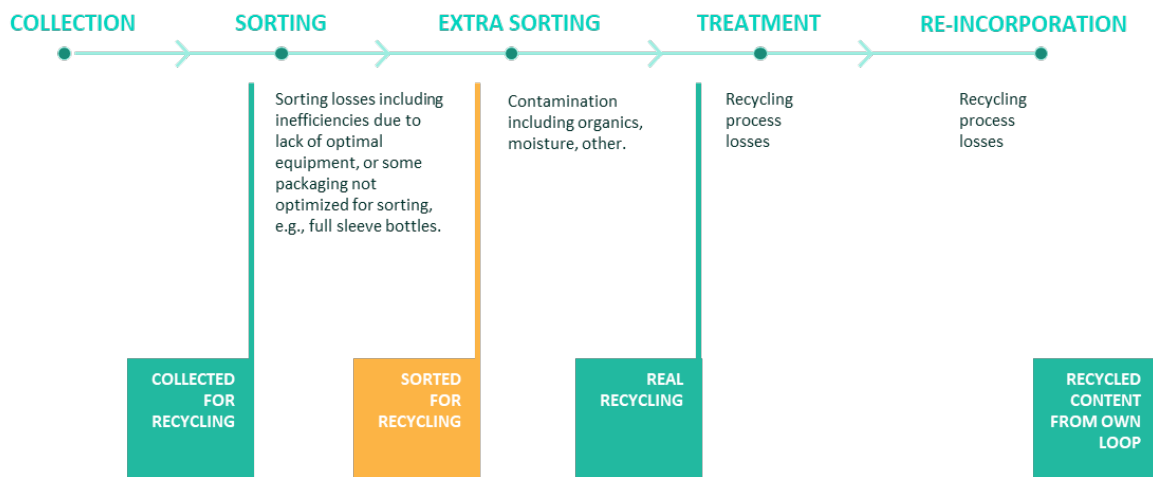 COLLECTION
SORTING
EXTRA SORTING
TREATMENT
RE-INCORPORATION
Sorting losses including
inefficiencies due to
lack of optimal
equipment, or some
packaging not
optimized for sorting,
e.g., full sleeve bottles.
Contamination
including organics,
moisture, other.
Recycling
process
losses
Recycling
process
losses
COLLECTED
FOR
RECYCLING
SORTED
FOR
RECYCLING
REAL
RECYCLING
RECYCLED
CONTENT
FROM OWN
LOOP